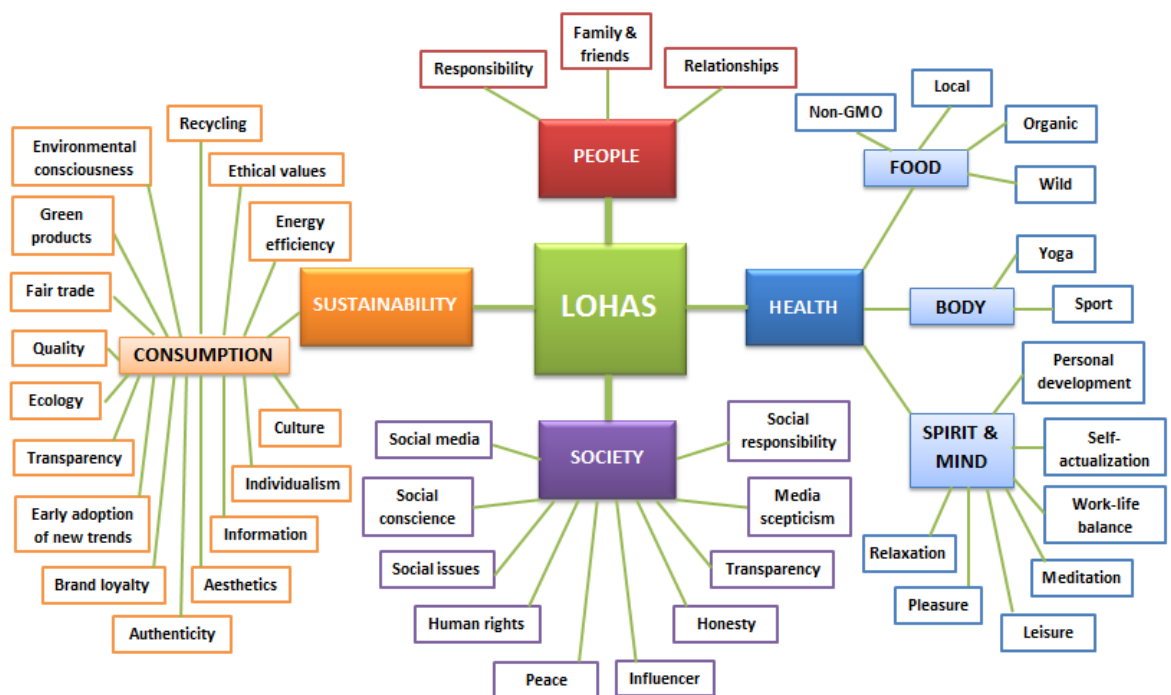 Family &
friends
Responsibility
Relationships
PEOPLE
Recycling
Environmental
consciousness
Ethical values
Green
products
Energy
efficiency
Fair trade
SUSTAINABILITY
Quality
CONSUMPTION
Ecology
Culture
Transparency
Individualism
Early adoption
of new trends
Information
Brand loyalty
Aesthetics
Authenticity
LOHAS
HEALTH
Local
Non-GMO
Organic
FOOD
Wild
Yoga
BODY
Sport
Personal
development
SPIRIT &
MIND
Self-
actualization
Work-life
balance
Relaxation
Meditation
Pleasure
Leisure
Social media
SOCIETY
Social
responsibility
Social
conscience
Media
scepticism
Social issues
Transparency
Human rights
Honesty
Peace
Influencer